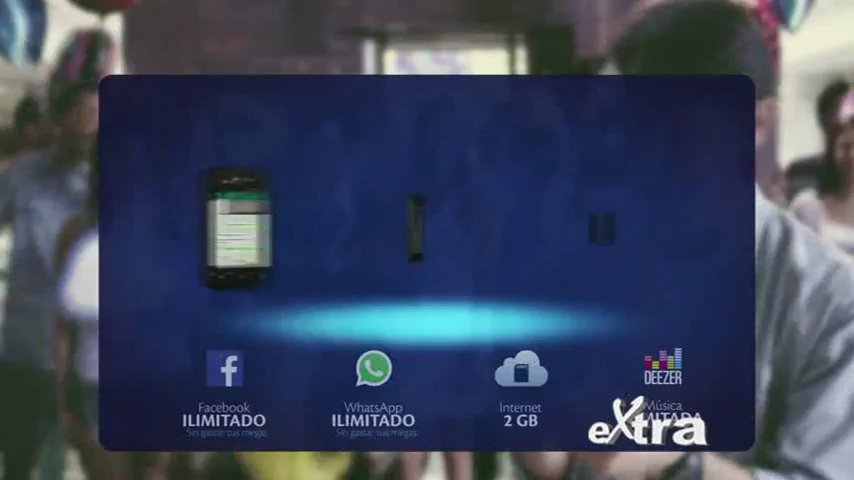 DEEZER
Facebook
ILIMITADO
Sin gastar tus megas
WhatsApp
ILIMITADO
Sin gastar tus megas
Internet
2 GB
Música
eXtra